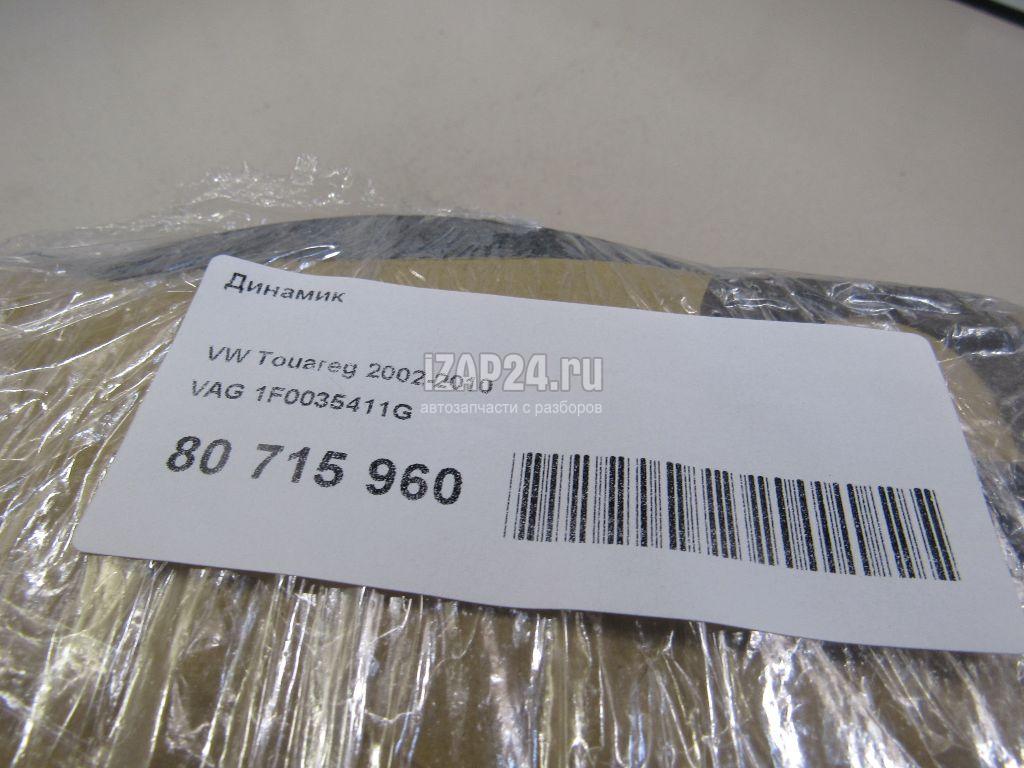 Динамик
VW Touareg 2002-2010
VAG 1F0035411G
80 715 960
iZAP24.ru
автозапчасти с разборов